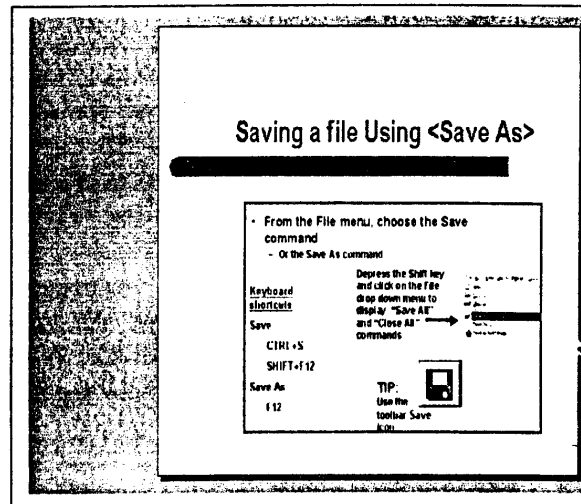 Saving a file Using <Save As>
• From the File menu, choose the Save
command
- Or the Save As command
Keyboard
shortcuts
Save
CTRL+S
SHIFT+F12
Save As
F12
Depress the Shift key
and click on the File
drop down menu to
display "Save All"
and "Close All"
commands
TIP:
Use the
toolbar Save
Icon